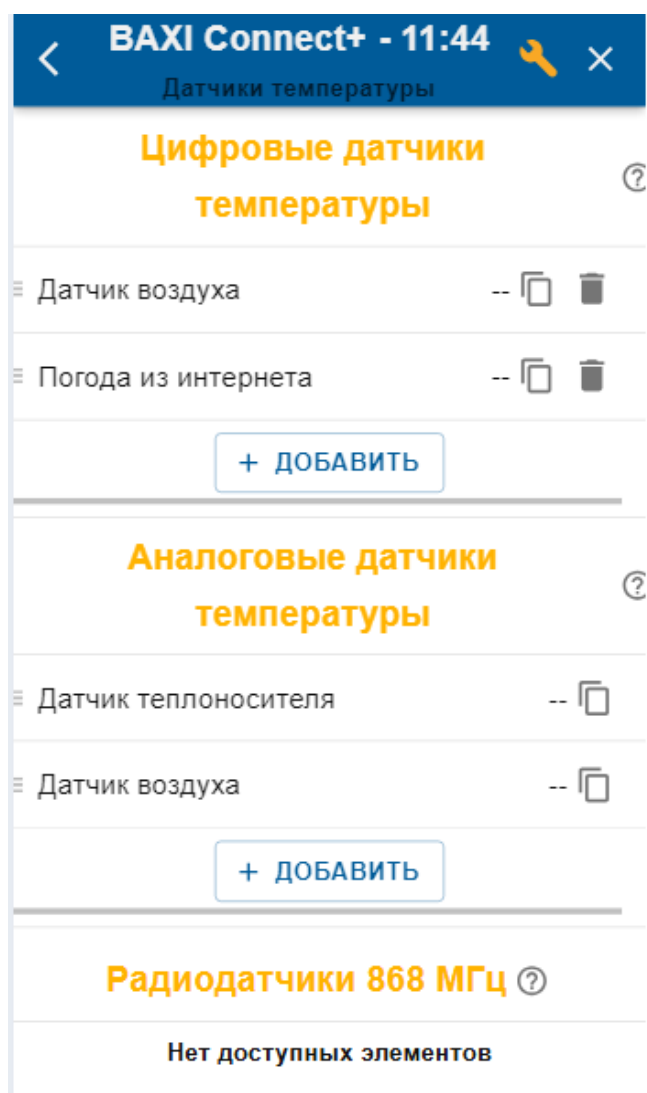 BAXI Connect+ - 11:44
Датчики температуры
Цифровые датчики
температуры
Датчик воздуха --
Погода из интернета --
+ ДОБАВИТЬ
Аналоговые датчики
температуры
Датчик теплоносителя --
Датчик воздуха --
+ ДОБАВИТЬ
Радиодатчики 868 МГц
Нет доступных элементов